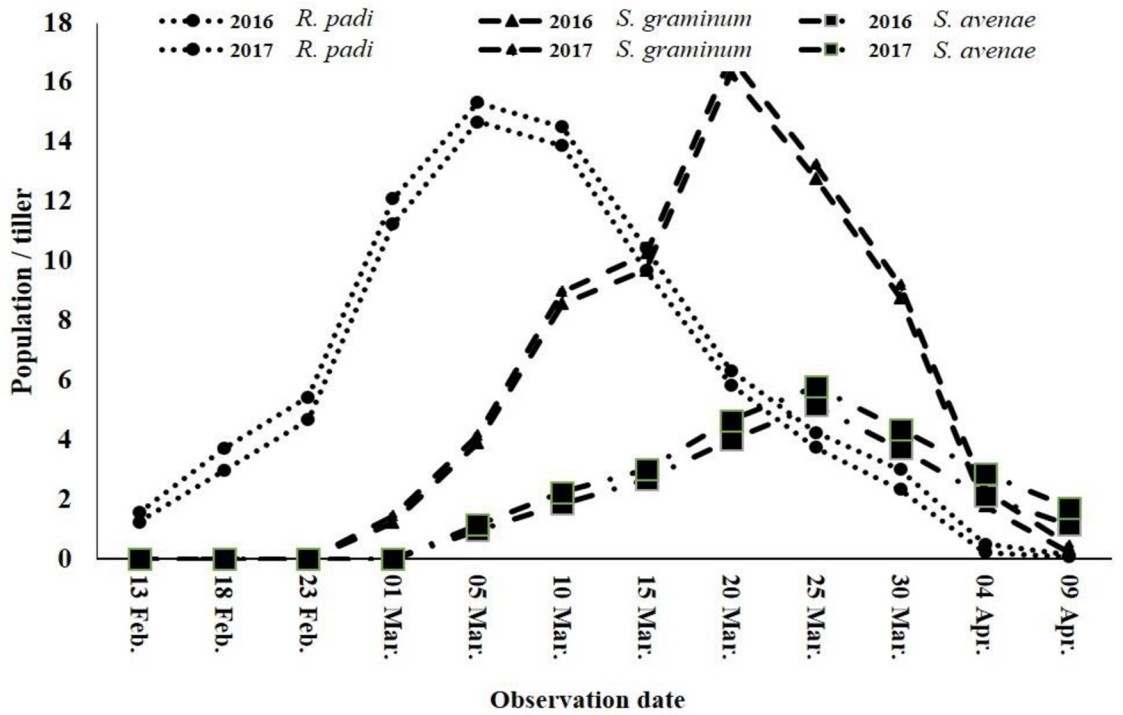 2016 R. padi 2016 S. graminum 2016 S. avenae
2017 R. padi 2017 S. graminum 2017 S. avenae
18
16
14
12
10
8
6
4
2
0
Population / tiller
13 Feb.
18 Feb.
23 Feb.
01 Mar.
05 Mar.
10 Mar.
15 Mar.
20 Mar.
25 Mar.
30 Mar.
04 Apr.
09 Apr.
Observation date